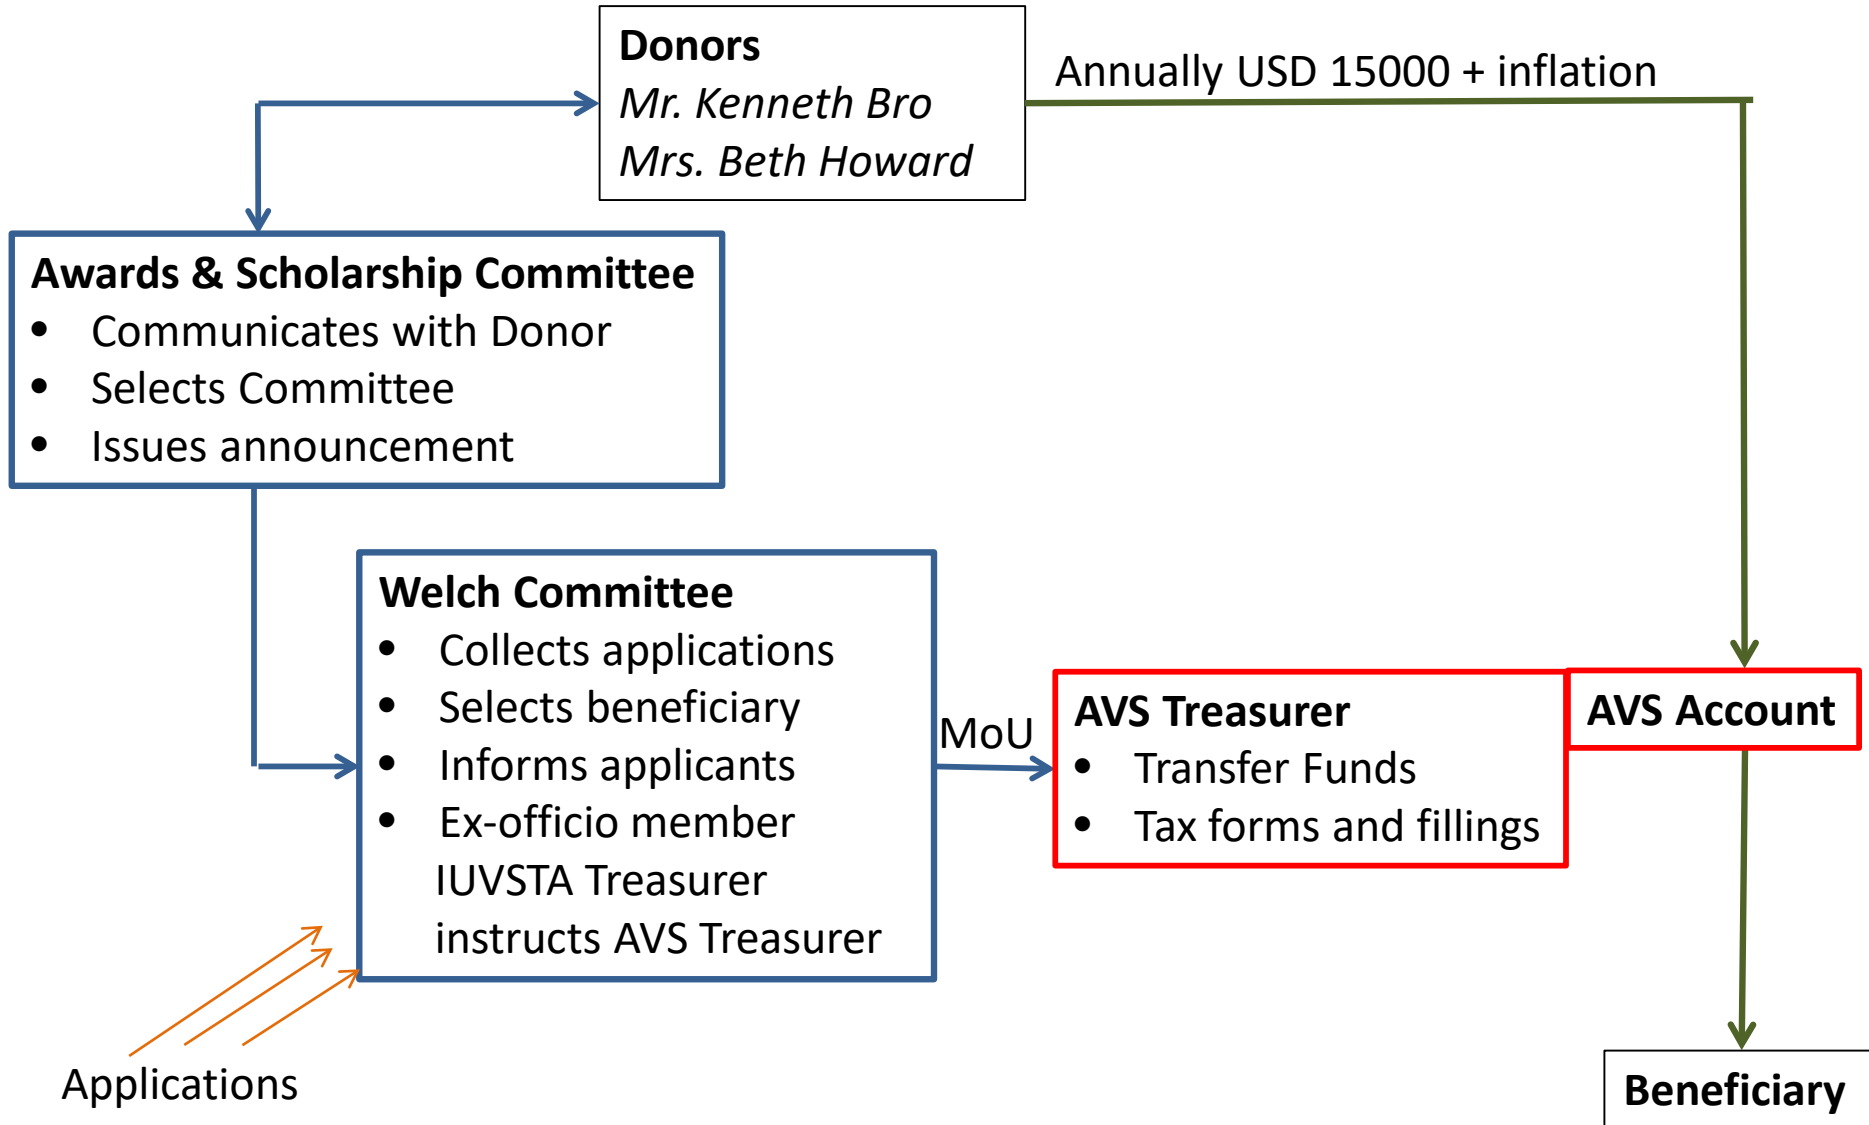 Donors
Mr. Kenneth Bro
Mrs. Beth Howard
Annually USD 15000 + inflation
Awards & Scholarship Committee
• Communicates with Donor
• Selects Committee
• Issues announcement
Welch Committee
• Collects applications
• Selects beneficiary
• Informs applicants
• Ex-officio member
IUVSTA Treasurer
instructs AVS Treasurer
MoU
AVS Treasurer
• Transfer Funds
• Tax forms and fillings
AVS Account
Applications
Beneficiary